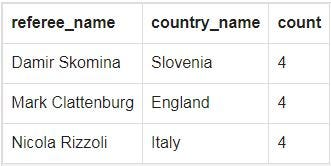 referee_name country_name count
Damir Skomina Slovenia 4
Mark Clattenburg England 4
Nicola Rizzoli Italy 4